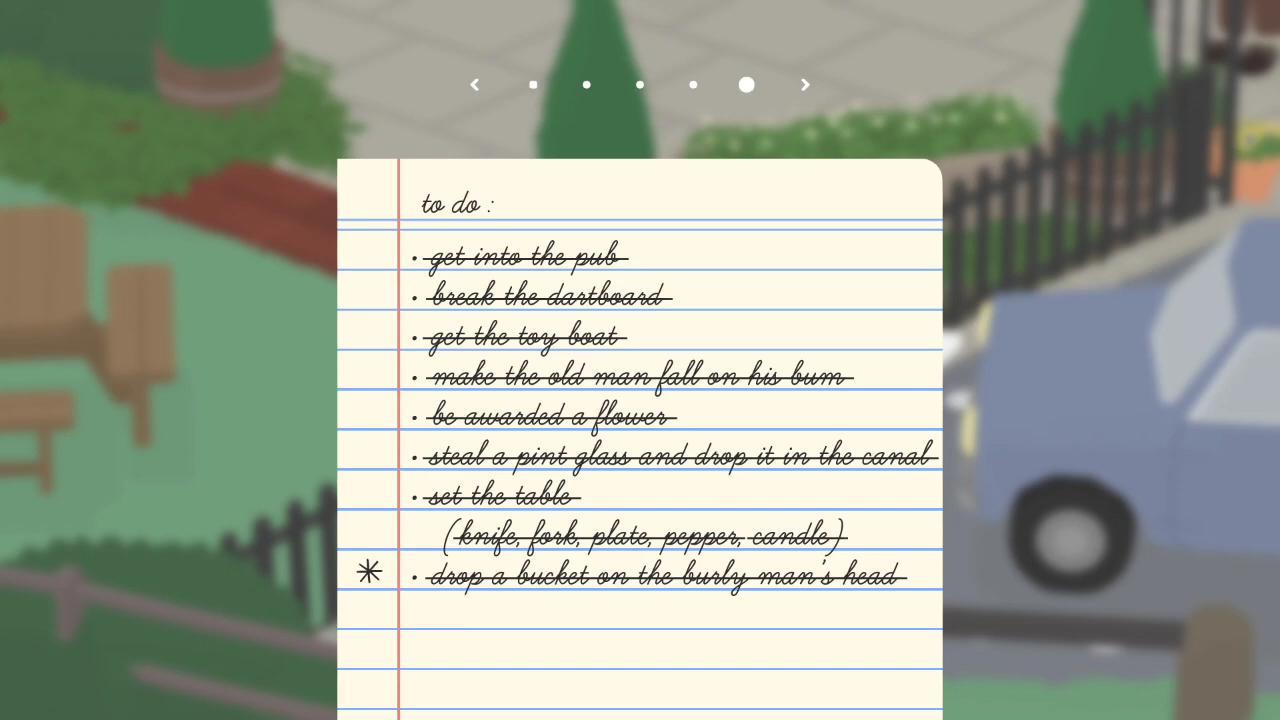 to do :
• get into the pub
• break the dartboard
• get the toy boat
• make the old man fall on his bum
• be awarded a flower
• steal a pint glass and drop it in the canal
• set the table
(knife, fork, plate, pepper, candle)
* • drop a bucket on the burly man's head